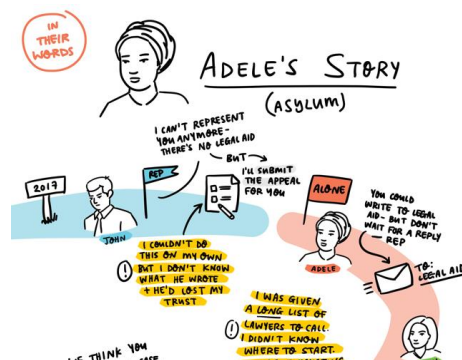 IN
THEIR
WORDS
ADELE'S STORY
(ASYLUM)
I CAN'T REPRESENT
YOU ANYMORE-
THERE'S NO LEGAL AID
BUT
I'LL SUBMIT
THE APPEAL
FOR YOU
2017
REP
JOHN
I COULDN'T DO
THIS ON MY OWN
! BUT I DON'T KNOW
WHAT HE WROTE
+ HE'D LOST MY
TRUST
ALONE
ADELE
YOU COULD
WRITE TO LEGAL
AID - BUT DON'T
WAIT FOR A REPLY
- REP
TO:
LEGAL AID
I WAS GIVEN
A LONG LIST OF
! LAWYERS TO CALL.
I DIDN'T KNOW
WHERE TO START.
THINK YOU